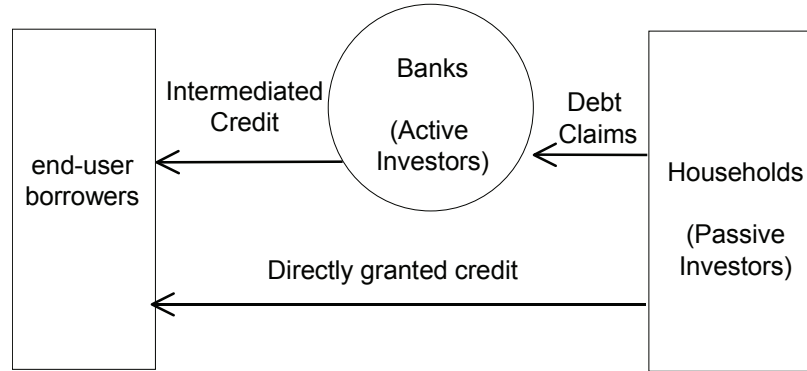 end-user
borrowers
Intermediated
Credit
Banks
(Active
Investors)
Debt
Claims
Households
(Passive
Investors)
Directly granted credit